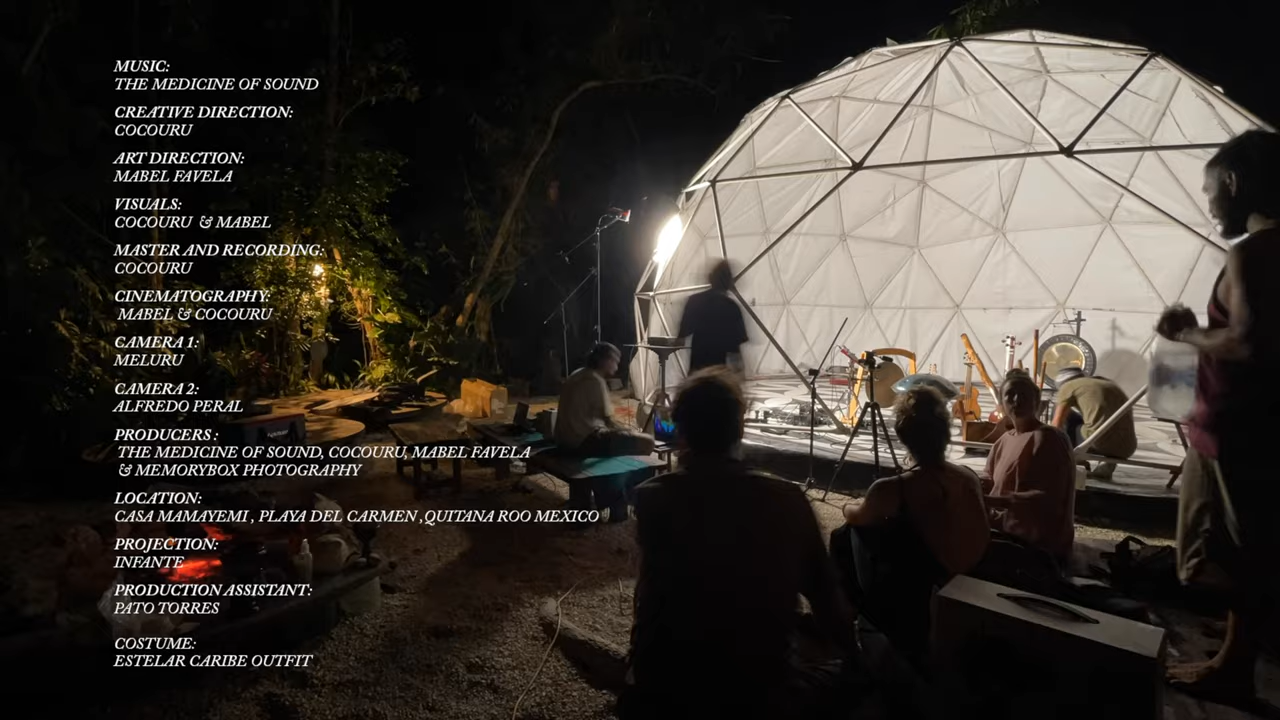 MUSIC:
THE MEDICINE OF SOUND
CREATIVE DIRECTION:
COCOURU
ART DIRECTION:
MABEL FAVELA
VISUALS:
COCOURU & MABEL
MASTER AND RECORDING:
COCOURU
CINEMATOGRAPHY:
MABEL & COCOURU
CAMERA 1:
MELURU
CAMERA 2:
ALFREDO PERAL
PRODUCERS :
THE MEDICINE OF SOUND, COCOURU, MABEL FAVELA
& MEMORYBOX PHOTOGRAPHY
LOCATION:
CASA MAMAYEMI , PLAYA DEL CARMEN ,QUITANA ROO MEXICO
PROJECTION:
INFANTE
PRODUCTION ASSISTANT:
PATO TORRES
COSTUME:
ESTELAR CARIBE OUTFIT